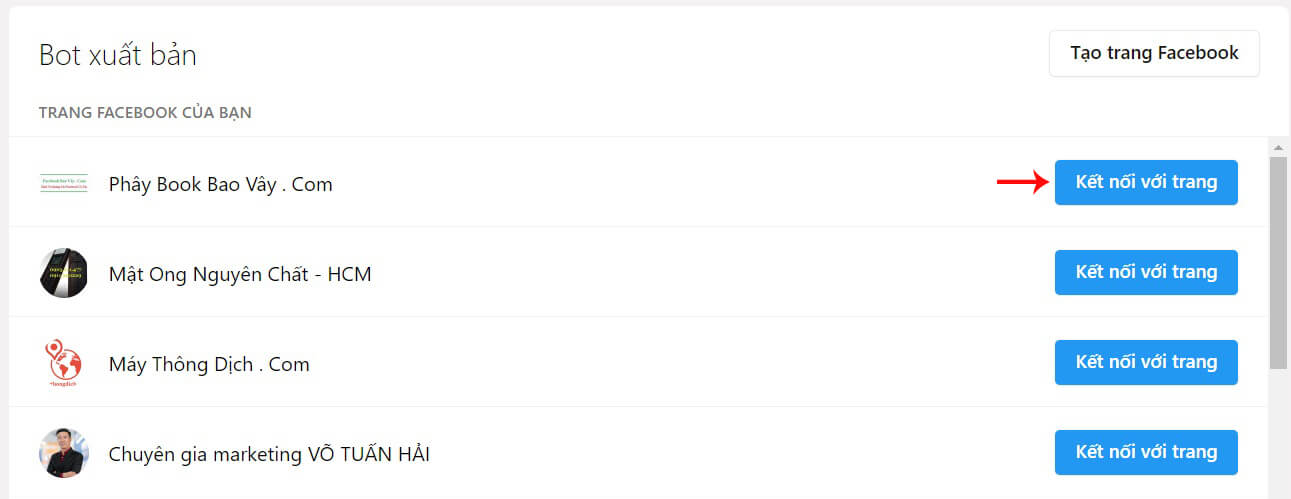 Bot xuất bản
Tạo trang Facebook
TRANG FACEBOOK CỦA BẠN
Phây Book Bao Vây . Com
Kết nối với trang
Mật Ong Nguyên Chất - HCM
Kết nối với trang
Máy Thông Dịch . Com
Kết nối với trang
Chuyên gia marketing VÕ TUẤN HẢI
Kết nối với trang